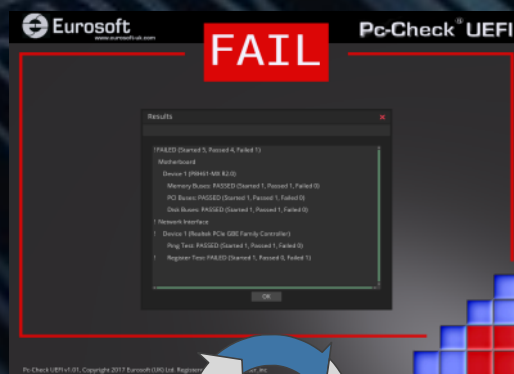 Eurosoft
www.eurosoft-uk.com
FAIL
Pc-Check® UEFI
Results
!FAILED (Started 5, Passed 4, Failed 1)
Motherboard
Device 1 (P8H61-MX R2.0)
Memory Buses: PASSED (Started 1, Passed 1, Failed 0)
PCI Buses: PASSED (Started 1, Passed 1, Failed 0)
Disk Buses: PASSED (Started 1, Passed 1, Failed 0)
! Network Interface
! Device 1 (Realtek PCIe GBE Family Controller)
Ping Test: PASSED (Started 1, Passed 1, Failed 0)
! Register Test: FAILED (Started 1, Passed 0, Failed 1)
OK
Pc-Check UEFI v1.01, Copyright 2017 Eurosoft (UK) Ltd.